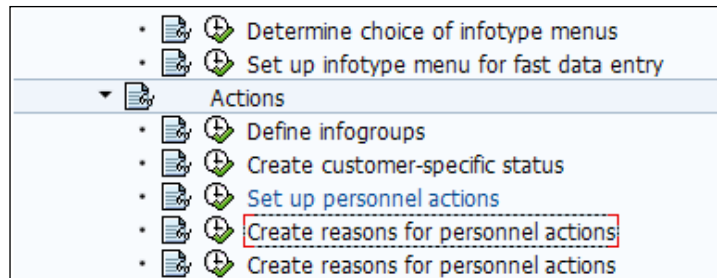 Determine choice of infotype menus
Set up infotype menu for fast data entry
Actions
Define infogroups
Create customer-specific status
Set up personnel actions
Create reasons for personnel actions
Create reasons for personnel actions